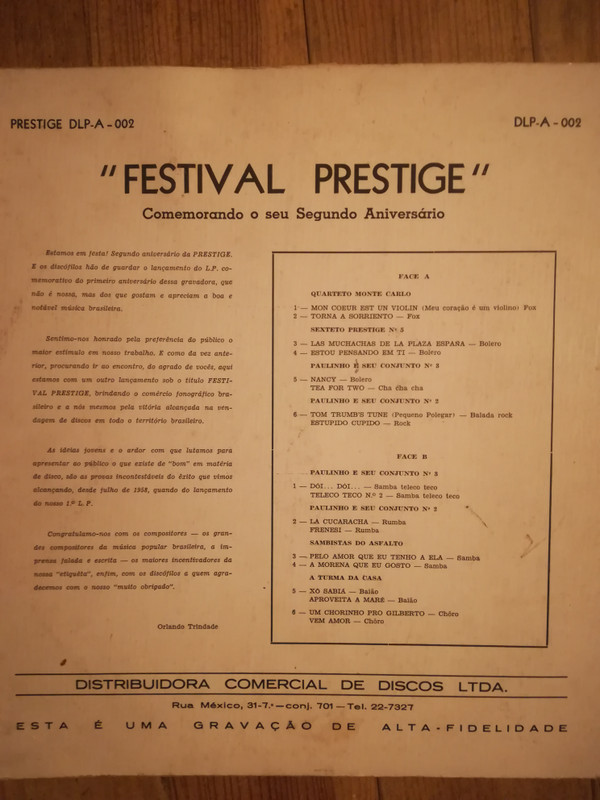 PRESTIGE DLP-A-002
DLP-A-002
"FESTIVAL PRESTIGE"
Comemorando o seu Segundo Aniversário
Estamos em festa! Segundo aniversário da PRESTIGE.
E os discófilos hão de guardar o lançamento do L.P. co-
memorativo do primeiro aniversário dessa gravadora, que
não é nossa, mas dos que gostam e apreciam a boa e
notável música brasileira.
Sentimo-nos honrado pela preferência do público o
maior estímulo em nosso trabalho. E como da vez ante-
rior, procurando ir ao encontro, do agrado de vocês, aqui
estamos com um outro lançamento sob o título FESTI-
VAL PRESTIGE, brindando o comércio fonográfico bra-
sileiro e a nós mesmos pela vitória alcançada na ven-
dagem de discos em todo o território brasileiro.
As idéias jovens e o ardor com que lutamos para
apresentar ao público o que existe de "bom" em matéria
de disco, são as provas incontestáveis do êxito que vimos
alcançando, desde julho de 1958, quando do lançamento
do nosso 1.º L. P.
Congratulamo-nos com os compositores — os gran-
des compositores da música popular brasileira, a im-
prensa falada e escrita — os maiores incentivadores da
nossa "etiquêta", enfim, com os discófilos a quem agra-
decemos com o nosso "muito obrigado".
Orlando Trindade
FACE A
QUARTETO MONTE CARLO
1 — MON COEUR EST UN VIOLIN (Meu coração é um violino) Fox
2 — TORNA A SORRIENTO — Fox
SEXTETO PRESTIGE Nº 3
3 — LAS MUCHACHAS DE LA PLAZA ESPAÑA — Bolero
4 — ESTOU PENSANDO EM TI — Bolero
PAULINHO E SEU CONJUNTO Nº 3
5 — NANCY — Bolero
TEA FOR TWO — Cha tha cha
PAULINHO E SEU CONJUNTO Nº 2
6 — TOM TRUMB'S TUNE (Pequeno Polegar) — Balada rock
ESTUPIDO CUPIDO — Rock
FACE B
PAULINHO E SEU CONJUNTO Nº 3
1 — DÓI... DÓI... — Samba teleco teco
TELECO TECO N.º 2 — Samba teleco teco
PAULINHO E SEU CONJUNTO Nº 2
2 — LA CUCARACHA — Rumba
FRENESI — Rumba
SAMBISTAS DO ASFALTO
3 — PELO AMOR QUE EU TENHO A ELA — Samba
4 — A MORENA QUE EU GOSTO — Samba
A TURMA DA CASA
5 — XÔ SABIÁ — Baião
APROVEITA A MARÉ — Baião
6 — UM CHORINHO PRO GILBERTO — Chôro
VEM AMOR — Chôro
DISTRIBUIDORA COMERCIAL DE DISCOS LTDA.
Rua México, 31-7.º — conj. 701 — Tel. 22-7327
ESTA É UMA GRAVAÇÃO DE ALTA-FIDELIDADE